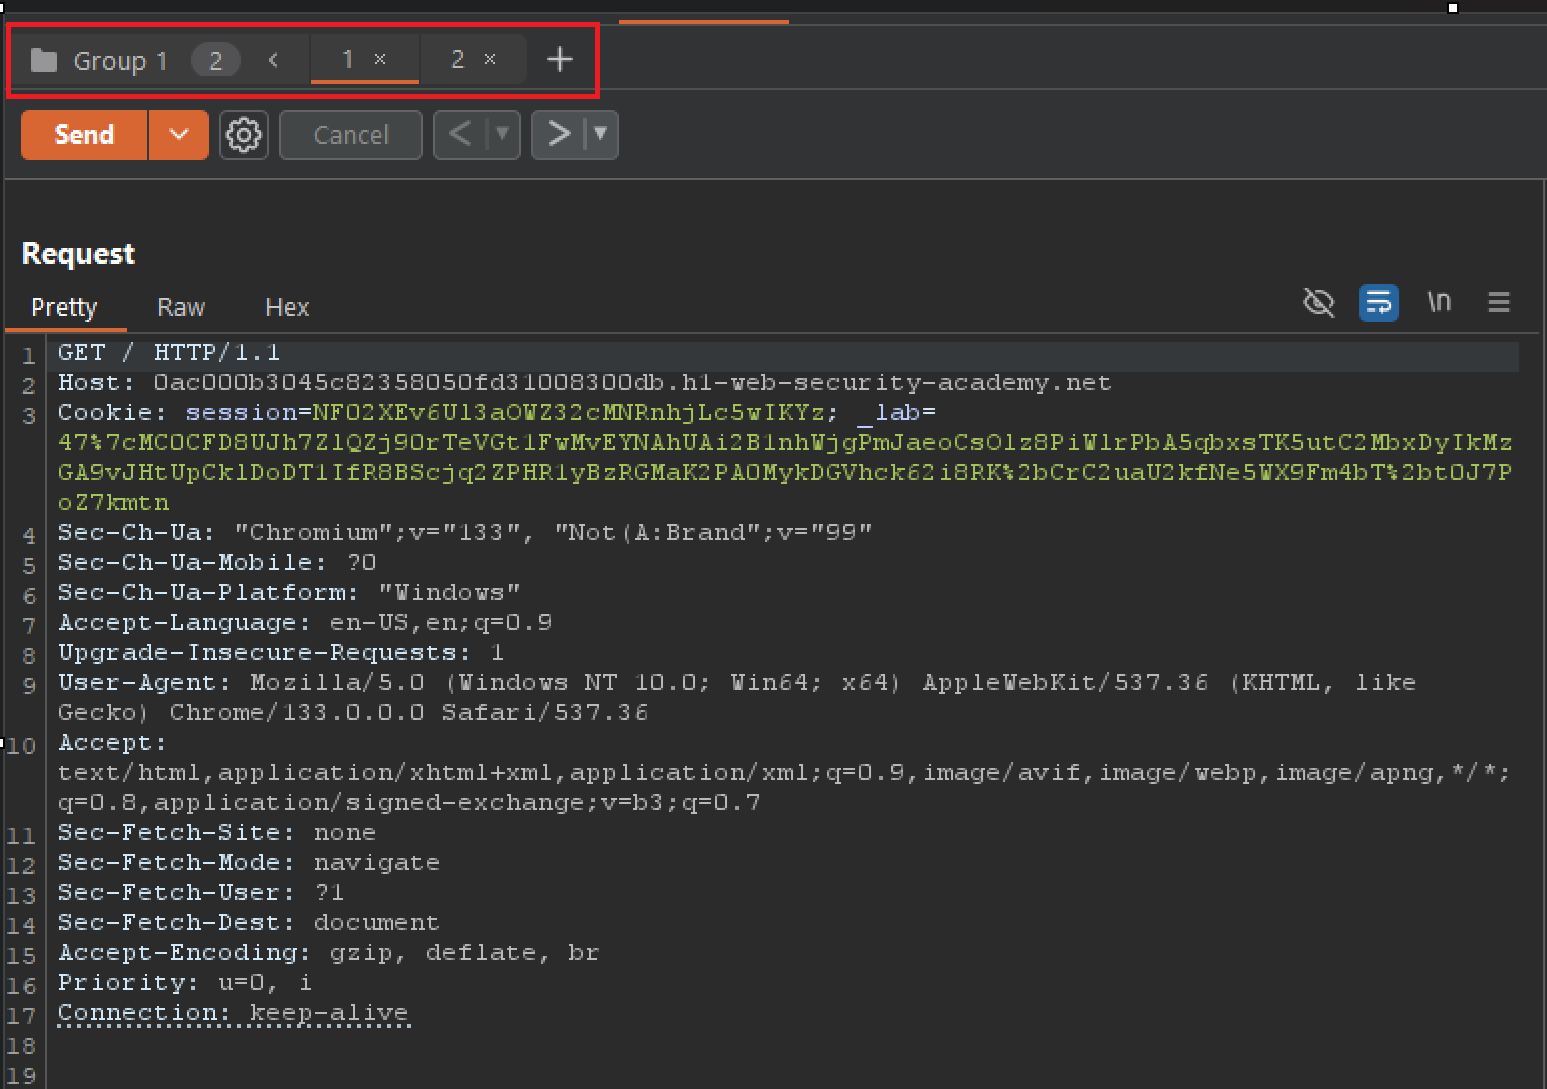 Group 1 2 < 1 × 2 × +
Send Cancel < >
Request
Pretty Raw Hex \n
1 GET / HTTP/1.1
2 Host: 0ac000b3045c82358050fd31008300db.h1-web-security-academy.net
3 Cookie: session=NFO2XEv6Ul3aOWZ32cMNRnhjLc5wIKYz; _lab=
47%7cMC0CFD8UJh7ZlQZj9OrTeVGt1FwMvEYNAhUAi2B1nhWjgPmJaeoCsOlz8PiWlrPbA5qbxsTK5utC2MbxDyIkMz
GA9vJHtUpCklDoDT1IfR8BScjq2ZPHR1yBzRGMaK2PAOMykDGVhck62i8RK%2bCrC2uaU2kfNe5WX9Fm4bT%2btOJ7P
oZ7kmtn
4 Sec-Ch-Ua: "Chromium";v="133", "Not(A:Brand";v="99"
5 Sec-Ch-Ua-Mobile: ?0
6 Sec-Ch-Ua-Platform: "Windows"
7 Accept-Language: en-US,en;q=0.9
8 Upgrade-Insecure-Requests: 1
9 User-Agent: Mozilla/5.0 (Windows NT 10.0; Win64; x64) AppleWebKit/537.36 (KHTML, like
Gecko) Chrome/133.0.0.0 Safari/537.36
10 Accept:
text/html,application/xhtml+xml,application/xml;q=0.9,image/avif,image/webp,image/apng,*/*;
q=0.8,application/signed-exchange;v=b3;q=0.7
11 Sec-Fetch-Site: none
12 Sec-Fetch-Mode: navigate
13 Sec-Fetch-User: ?1
14 Sec-Fetch-Dest: document
15 Accept-Encoding: gzip, deflate, br
16 Priority: u=0, i
17 Connection: keep-alive
18
19